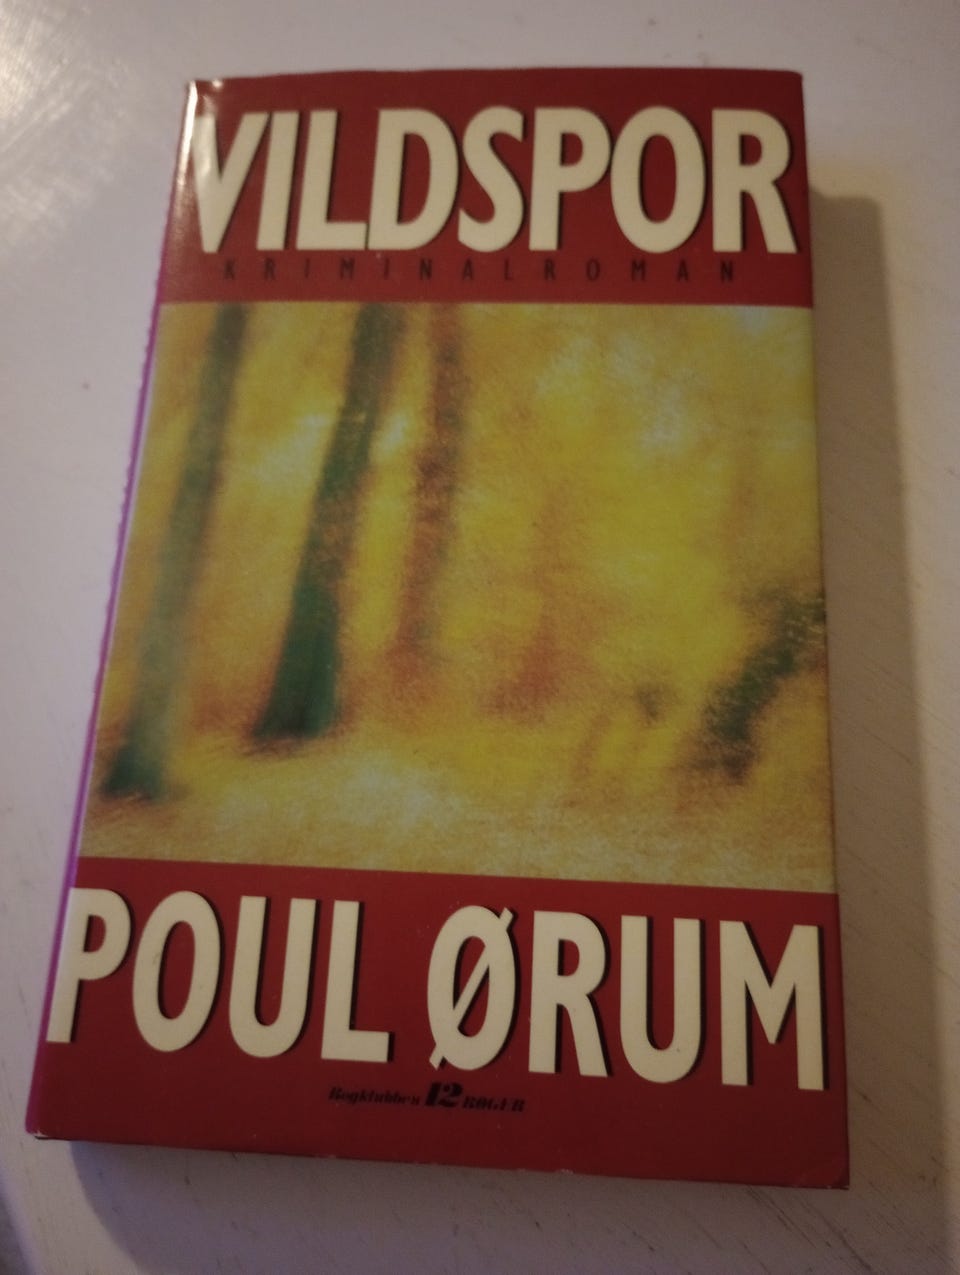 VILDSPOR
KRIMINALROMAN
POUL ØRUM
Bogklubben 12 BØGER